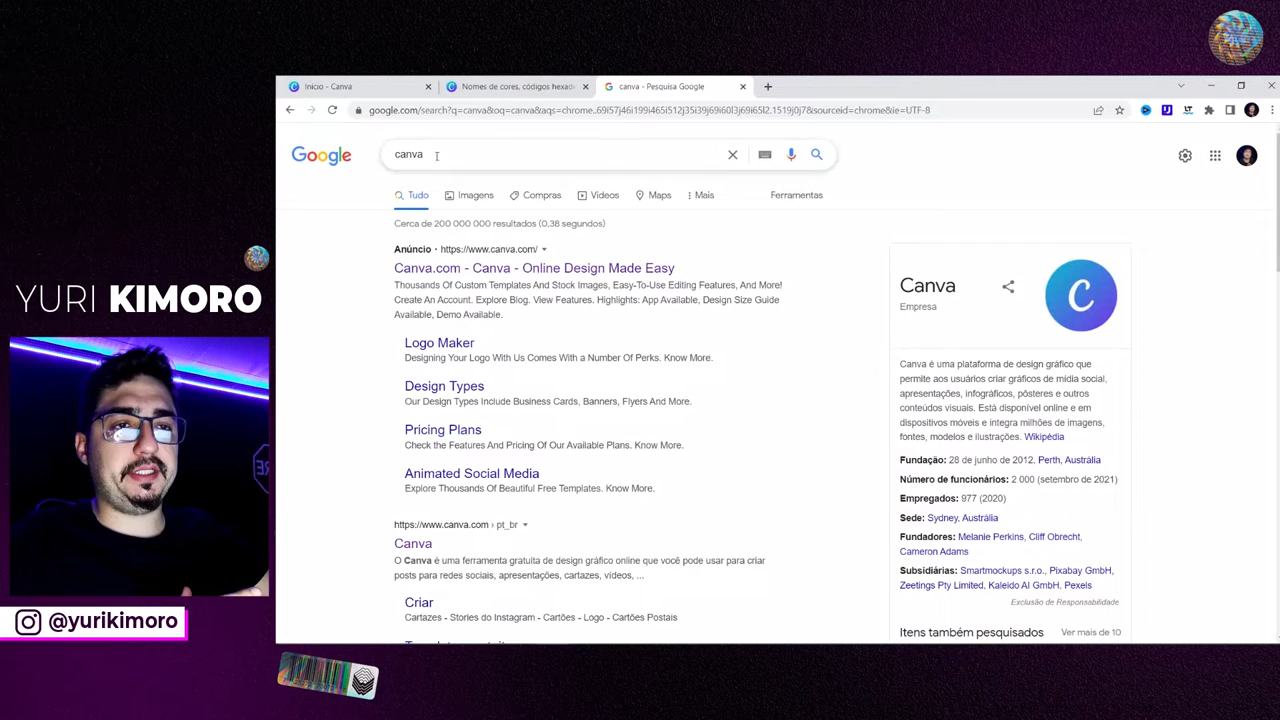 Início - Canva
Nomes de cores, códigos hexad
canva - Pesquisa Google
google.com/search?q=canva&oq=canva&aqs=chrome..69i57j46i199i465i512j35i39j69i60l3j69i65l2.1519j0j7&sourceid=chrome&ie=UTF-8
Google
canva
Tudo
Imagens
Compras
Vídeos
Maps
Mais
Ferramentas
Cerca de 200 000 000 resultados (0,38 segundos)
Anúncio · https://www.canva.com/
Canva.com - Canva - Online Design Made Easy
Thousands Of Custom Templates And Stock Images, Easy-To-Use Editing Features, And More!
Create An Account. Explore Blog. View Features. Highlights: App Available, Design Size Guide
Available, Demo Available.
Logo Maker
Designing Your Logo With Us Comes With a Number Of Perks. Know More.
Design Types
Our Design Types Include Business Cards, Banners, Flyers And More.
Pricing Plans
Check the Features And Pricing Of Our Available Plans. Know More.
Animated Social Media
Explore Thousands Of Beautiful Free Templates. Know More.
https://www.canva.com › pt_br
Canva
O Canva é uma ferramenta gratuita de design gráfico online que você pode usar para criar
posts para redes sociais, apresentações, cartazes, vídeos, ...
Criar
Cartazes - Stories do Instagram - Cartões - Logo - Cartões Postais
Canva
Empresa
C
Canva é uma plataforma de design gráfico que
permite aos usuários criar gráficos de mídia social,
apresentações, infográficos, pôsteres e outros
conteúdos visuais. Está disponível online e em
dispositivos móveis e integra milhões de imagens,
fontes, modelos e ilustrações. Wikipédia
Fundação: 28 de junho de 2012, Perth, Austrália
Número de funcionários: 2 000 (setembro de 2021)
Empregados: 977 (2020)
Sede: Sydney, Austrália
Fundadores: Melanie Perkins, Cliff Obrecht,
Cameron Adams
Subsidiárias: Smartmockups s.r.o., Pixabay GmbH,
Zeetings Pty Limited, Kaleido AI GmbH, Pexels
Exclusão de Responsabilidade
Itens também pesquisados
Ver mais de 10
YURI KIMORO
@yurikimoro